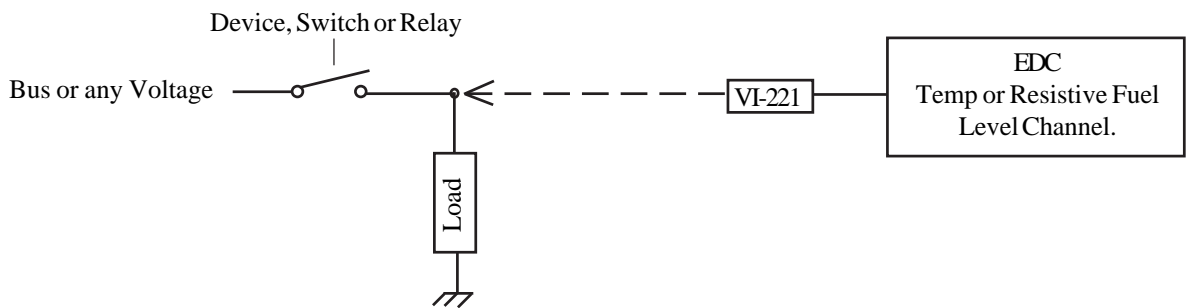 Device, Switch or Relay
Bus or any Voltage
VI-221
EDC
Temp or Resistive Fuel
Level Channel.
Load